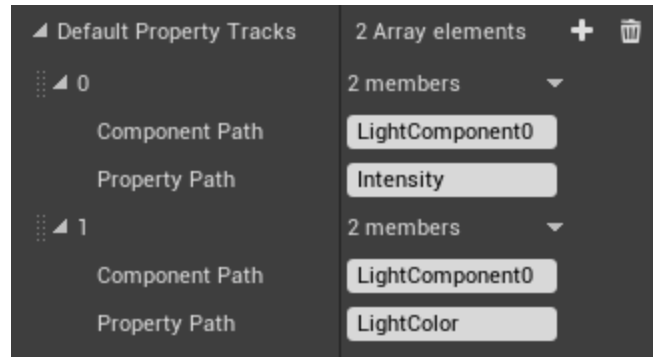 Default Property Tracks 2 Array elements
0 2 members
Component Path LightComponent0
Property Path Intensity
1 2 members
Component Path LightComponent0
Property Path LightColor